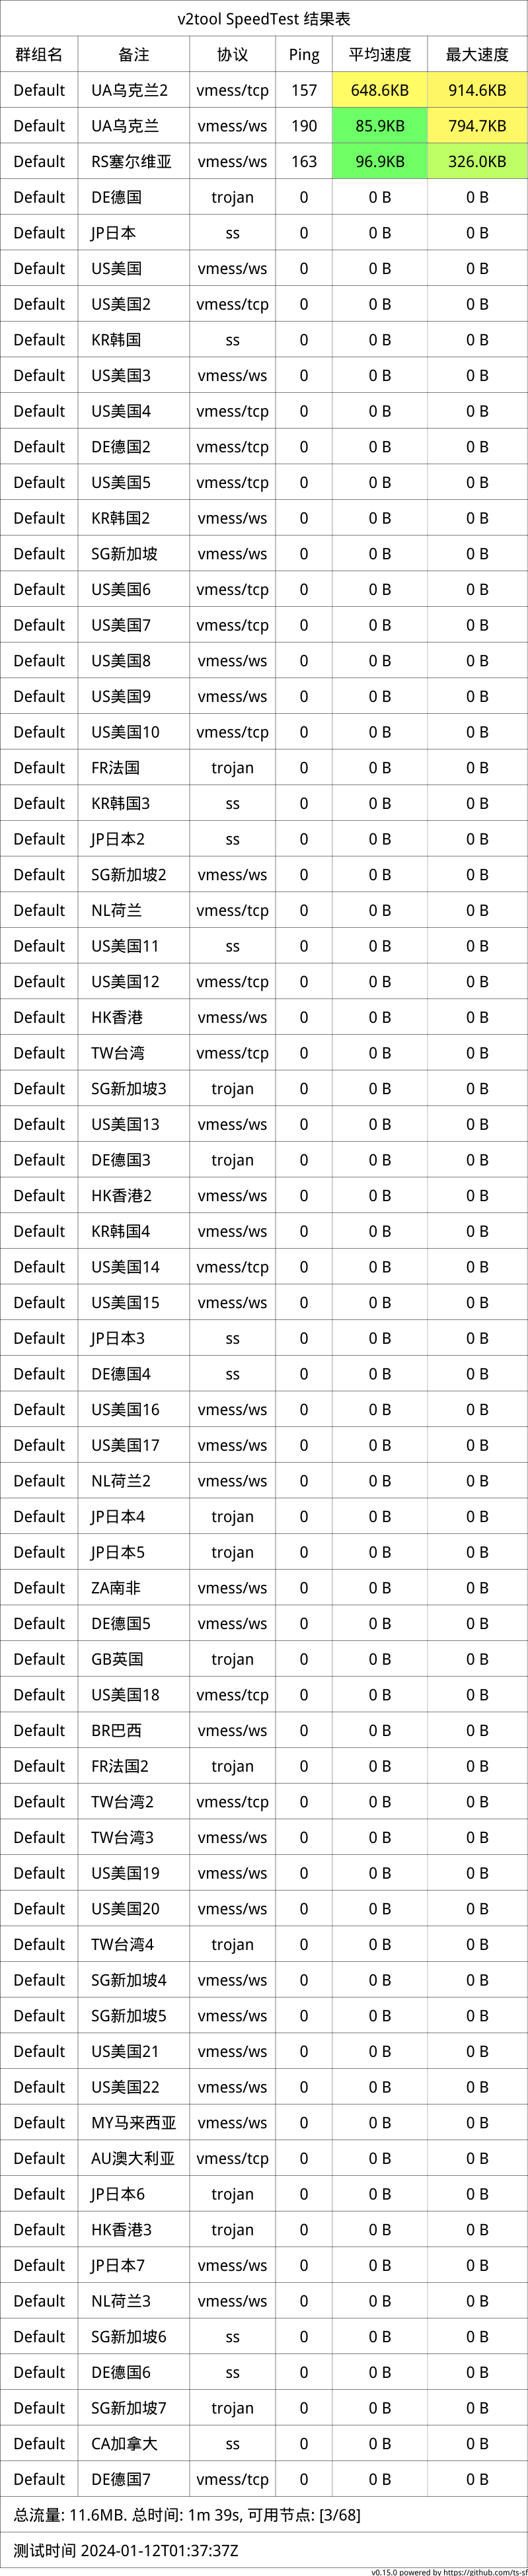 v2tool SpeedTest 结果表
群组名 备注 协议 Ping 平均速度 最大速度
Default UA乌克兰2 vmess/tcp 157 648.6KB 914.6KB
Default UA乌克兰 vmess/ws 190 85.9KB 794.7KB
Default RS塞尔维亚 vmess/ws 163 96.9KB 326.0KB
Default DE德国 trojan 0 0 B 0 B
Default JP日本 ss 0 0 B 0 B
Default US美国 vmess/ws 0 0 B 0 B
Default US美国2 vmess/tcp 0 0 B 0 B
Default KR韩国 ss 0 0 B 0 B
Default US美国3 vmess/ws 0 0 B 0 B
Default US美国4 vmess/tcp 0 0 B 0 B
Default DE德国2 vmess/tcp 0 0 B 0 B
Default US美国5 vmess/tcp 0 0 B 0 B
Default KR韩国2 vmess/ws 0 0 B 0 B
Default SG新加坡 vmess/ws 0 0 B 0 B
Default US美国6 vmess/tcp 0 0 B 0 B
Default US美国7 vmess/tcp 0 0 B 0 B
Default US美国8 vmess/ws 0 0 B 0 B
Default US美国9 vmess/ws 0 0 B 0 B
Default US美国10 vmess/tcp 0 0 B 0 B
Default FR法国 trojan 0 0 B 0 B
Default KR韩国3 ss 0 0 B 0 B
Default JP日本2 ss 0 0 B 0 B
Default SG新加坡2 vmess/ws 0 0 B 0 B
Default NL荷兰 vmess/tcp 0 0 B 0 B
Default US美国11 ss 0 0 B 0 B
Default US美国12 vmess/tcp 0 0 B 0 B
Default HK香港 vmess/ws 0 0 B 0 B
Default TW台湾 vmess/tcp 0 0 B 0 B
Default SG新加坡3 trojan 0 0 B 0 B
Default US美国13 vmess/ws 0 0 B 0 B
Default DE德国3 trojan 0 0 B 0 B
Default HK香港2 vmess/ws 0 0 B 0 B
Default KR韩国4 vmess/ws 0 0 B 0 B
Default US美国14 vmess/tcp 0 0 B 0 B
Default US美国15 vmess/ws 0 0 B 0 B
Default JP日本3 ss 0 0 B 0 B
Default DE德国4 ss 0 0 B 0 B
Default US美国16 vmess/ws 0 0 B 0 B
Default US美国17 vmess/ws 0 0 B 0 B
Default NL荷兰2 vmess/ws 0 0 B 0 B
Default JP日本4 trojan 0 0 B 0 B
Default JP日本5 trojan 0 0 B 0 B
Default ZA南非 vmess/ws 0 0 B 0 B
Default DE德国5 vmess/ws 0 0 B 0 B
Default GB英国 trojan 0 0 B 0 B
Default US美国18 vmess/tcp 0 0 B 0 B
Default BR巴西 vmess/ws 0 0 B 0 B
Default FR法国2 trojan 0 0 B 0 B
Default TW台湾2 vmess/tcp 0 0 B 0 B
Default TW台湾3 vmess/ws 0 0 B 0 B
Default US美国19 vmess/ws 0 0 B 0 B
Default US美国20 vmess/ws 0 0 B 0 B
Default TW台湾4 trojan 0 0 B 0 B
Default SG新加坡4 vmess/ws 0 0 B 0 B
Default SG新加坡5 vmess/ws 0 0 B 0 B
Default US美国21 vmess/ws 0 0 B 0 B
Default US美国22 vmess/ws 0 0 B 0 B
Default MY马来西亚 vmess/ws 0 0 B 0 B
Default AU澳大利亚 vmess/tcp 0 0 B 0 B
Default JP日本6 trojan 0 0 B 0 B
Default HK香港3 trojan 0 0 B 0 B
Default JP日本7 vmess/ws 0 0 B 0 B
Default NL荷兰3 vmess/ws 0 0 B 0 B
Default SG新加坡6 ss 0 0 B 0 B
Default DE德国6 ss 0 0 B 0 B
Default SG新加坡7 trojan 0 0 B 0 B
Default CA加拿大 ss 0 0 B 0 B
Default DE德国7 vmess/tcp 0 0 B 0 B
总流量: 11.6MB. 总时间: 1m 39s, 可用节点: [3/68]
测试时间 2024-01-12T01:37:37Z
v0.15.0 powered by https://github.com/ts-sf